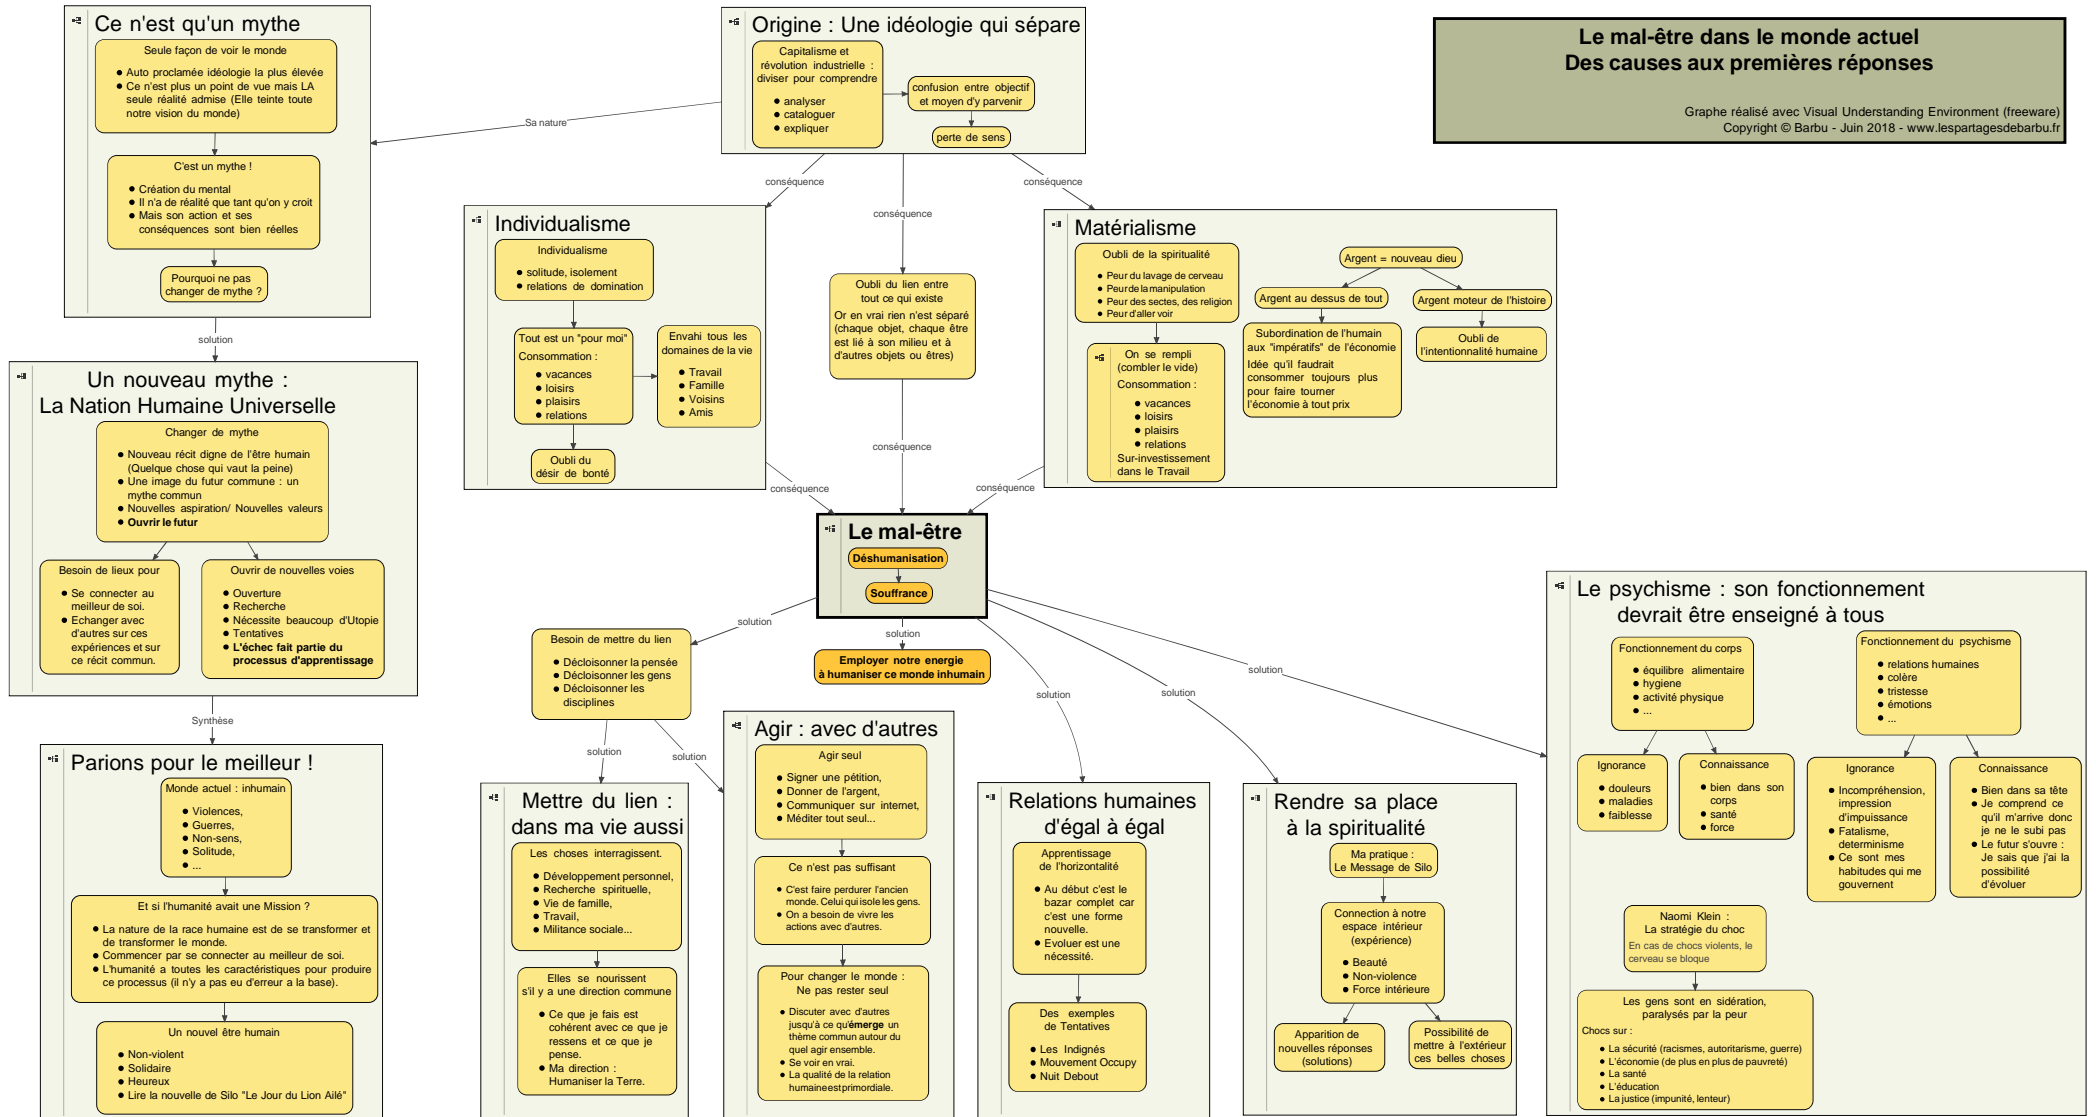 Ce n'est qu'un mythe
Seule façon de voir le monde
● Auto proclamée idéologie la plus élevée
● Ce n'est plus un point de vue mais LA
seule réalité admise (Elle teinte toute
notre vision du monde)
C'est un mythe !
● Création du mental
● Il n'a de réalité que tant qu'on y croit
● Mais son action et ses
conséquences sont bien réelles
Pourquoi ne pas
changer de mythe ?
Sa nature
Origine : Une idéologie qui sépare
Capitalisme et
révolution industrielle :
diviser pour comprendre
● analyser
● cataloguer
● expliquer
confusion entre objectif
et moyen d'y parvenir
perte de sens
Le mal-être dans le monde actuel
Des causes aux premières réponses
Graphe réalisé avec Visual Understanding Environment (freeware)
Copyright © Barbu - Juin 2018 - www.lespartagesdebarbu.fr
conséquence
conséquence
conséquence
Individualisme
Individualisme
● solitude, isolement
● relations de domination
Tout est un "pour moi"
Consommation :
● vacances
● loisirs
● plaisirs
● relations
Envahi tous les
domaines de la vie
● Travail
● Famille
● Voisins
● Amis
Oubli du
désir de bonté
Oubli du lien entre
tout ce qui existe
Or en vrai rien n'est séparé
(chaque objet, chaque être
est lié à son milieu et à
d'autres objets ou êtres)
Matérialisme
Oubli de la spiritualité
● Peur du lavage de cerveau
● Peur de la manipulation
● Peur des sectes, des religion
● Peur d'aller voir
On se rempli
(combler le vide)
Consommation :
● vacances
● loisirs
● plaisirs
● relations
Sur-investissement
dans le Travail
Argent = nouveau dieu
Argent au dessus de tout
Argent moteur de l'histoire
Subordination de l'humain
aux "impératifs" de l'économie
Idée qu'il faudrait
consommer toujours plus
pour faire tourner
l'économie à tout prix
Oubli de
l'intentionnalité humaine
conséquence
conséquence
conséquence
solution
Un nouveau mythe :
La Nation Humaine Universelle
Changer de mythe
● Nouveau récit digne de l'être humain
(Quelque chose qui vaut la peine)
● Une image du futur commune : un
mythe commun
● Nouvelles aspiration/ Nouvelles valeurs
● Ouvrir le futur
Besoin de lieux pour
● Se connecter au
meilleur de soi.
● Echanger avec
d'autres sur ces
expériences et sur
ce récit commun.
Ouvrir de nouvelles voies
● Ouverture
● Recherche
● Nécessite beaucoup d'Utopie
● Tentatives
● L'échec fait partie du
processus d'apprentissage
Synthèse
Parions pour le meilleur !
Monde actuel : inhumain
● Violences,
● Guerres,
● Non-sens,
● Solitude,
● ...
Et si l'humanité avait une Mission ?
● La nature de la race humaine est de se transformer et
de transformer le monde.
● Commencer par se connecter au meilleur de soi.
● L'humanité a toutes les caractéristiques pour produire
ce processus (il n'y a pas eu d'erreur a la base).
Un nouvel être humain
● Non-violent
● Solidaire
● Heureux
● Lire la nouvelle de Silo "Le Jour du Lion Ailé"
Le mal-être
Déshumanisation
Souffrance
solution
solution
solution
solution
solution
Employer notre energie
à humaniser ce monde inhumain
Besoin de mettre du lien
● Décloisonner la pensée
● Décloisonner les gens
● Décloisonner les
disciplines
solution
solution
Mettre du lien :
dans ma vie aussi
Les choses interragissent.
● Développement personnel,
● Recherche spirituelle,
● Vie de famille,
● Travail,
● Militance sociale...
Elles se nourissent
s'il y a une direction commune
● Ce que je fais est
cohérent avec ce que je
ressens et ce que je
pense.
● Ma direction :
Humaniser la Terre.
Agir : avec d'autres
Agir seul
● Signer une pétition,
● Donner de l'argent,
● Communiquer sur internet,
● Méditer tout seul...
Ce n'est pas suffisant
● C'est faire perdurer l'ancien
monde. Celui qui isole les gens.
● On a besoin de vivre les
actions avec d'autres.
Pour changer le monde :
Ne pas rester seul
● Discuter avec d'autres
jusqu'à ce qu'émerge un
thème commun autour du
quel agir ensemble.
● Se voir en vrai.
● La qualité de la relation
humaine est primordiale.
Relations humaines
d'égal à égal
Apprentissage
de l'horizontalité
● Au début c'est le
bazar complet car
c'est une forme
nouvelle.
● Evoluer est une
nécessité.
Des exemples
de Tentatives
● Les Indignés
● Mouvement Occupy
● Nuit Debout
Rendre sa place
à la spiritualité
Ma pratique :
Le Message de Silo
Connection à notre
espace intérieur
(expérience)
● Beauté
● Non-violence
● Force intérieure
Apparition de
nouvelles réponses
(solutions)
Possibilité de
mettre à l'extérieur
ces belles choses
Le psychisme : son fonctionnement
devrait être enseigné à tous
Fonctionnement du corps
● équilibre alimentaire
● hygiene
● activité physique
● ...
Ignorance
● douleurs
● maladies
● faiblesse
Connaissance
● bien dans son
corps
● santé
● force
Fonctionnement du psychisme
● relations humaines
● colère
● tristesse
● émotions
● ...
Ignorance
● Incompréhension,
impression
d'impuissance
● Fatalisme,
determinisme
● Ce sont mes
habitudes qui me
gouvernent
Connaissance
● Bien dans sa tête
● Je comprend ce
qu'il m'arrive donc
je ne le subi pas
● Le futur s'ouvre :
Je sais que j'ai la
possibilité
d'évoluer
Naomi Klein :
La stratégie du choc
En cas de chocs violents, le
cerveau se bloque
Les gens sont en sidération,
paralysés par la peur
Chocs sur :
● La sécurité (racismes, autoritarisme, guerre)
● L'économie (de plus en plus de pauvreté)
● La santé
● L'éducation
● La justice (impunité, lenteur)